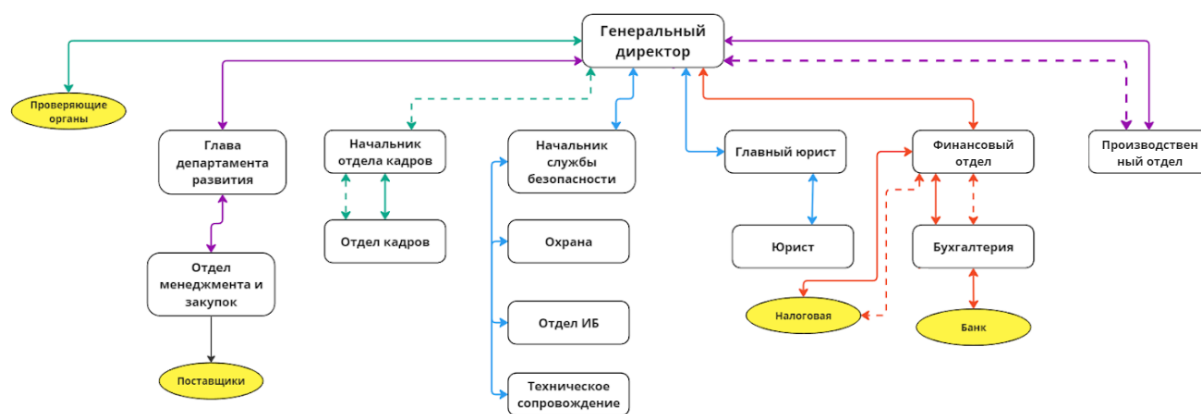 Генеральный
директор
Проверяющие
органы
Глава
департамента
развития
Начальник
отдела кадров
Начальник
службы
безопасности
Главный юрист
Финансовый
отдел
Производствен
ный отдел
Отдел кадров
Охрана
Юрист
Бухгалтерия
Отдел
менеджмента и
закупок
Отдел ИБ
Налоговая
Банк
Поставщики
Техническое
сопровождение